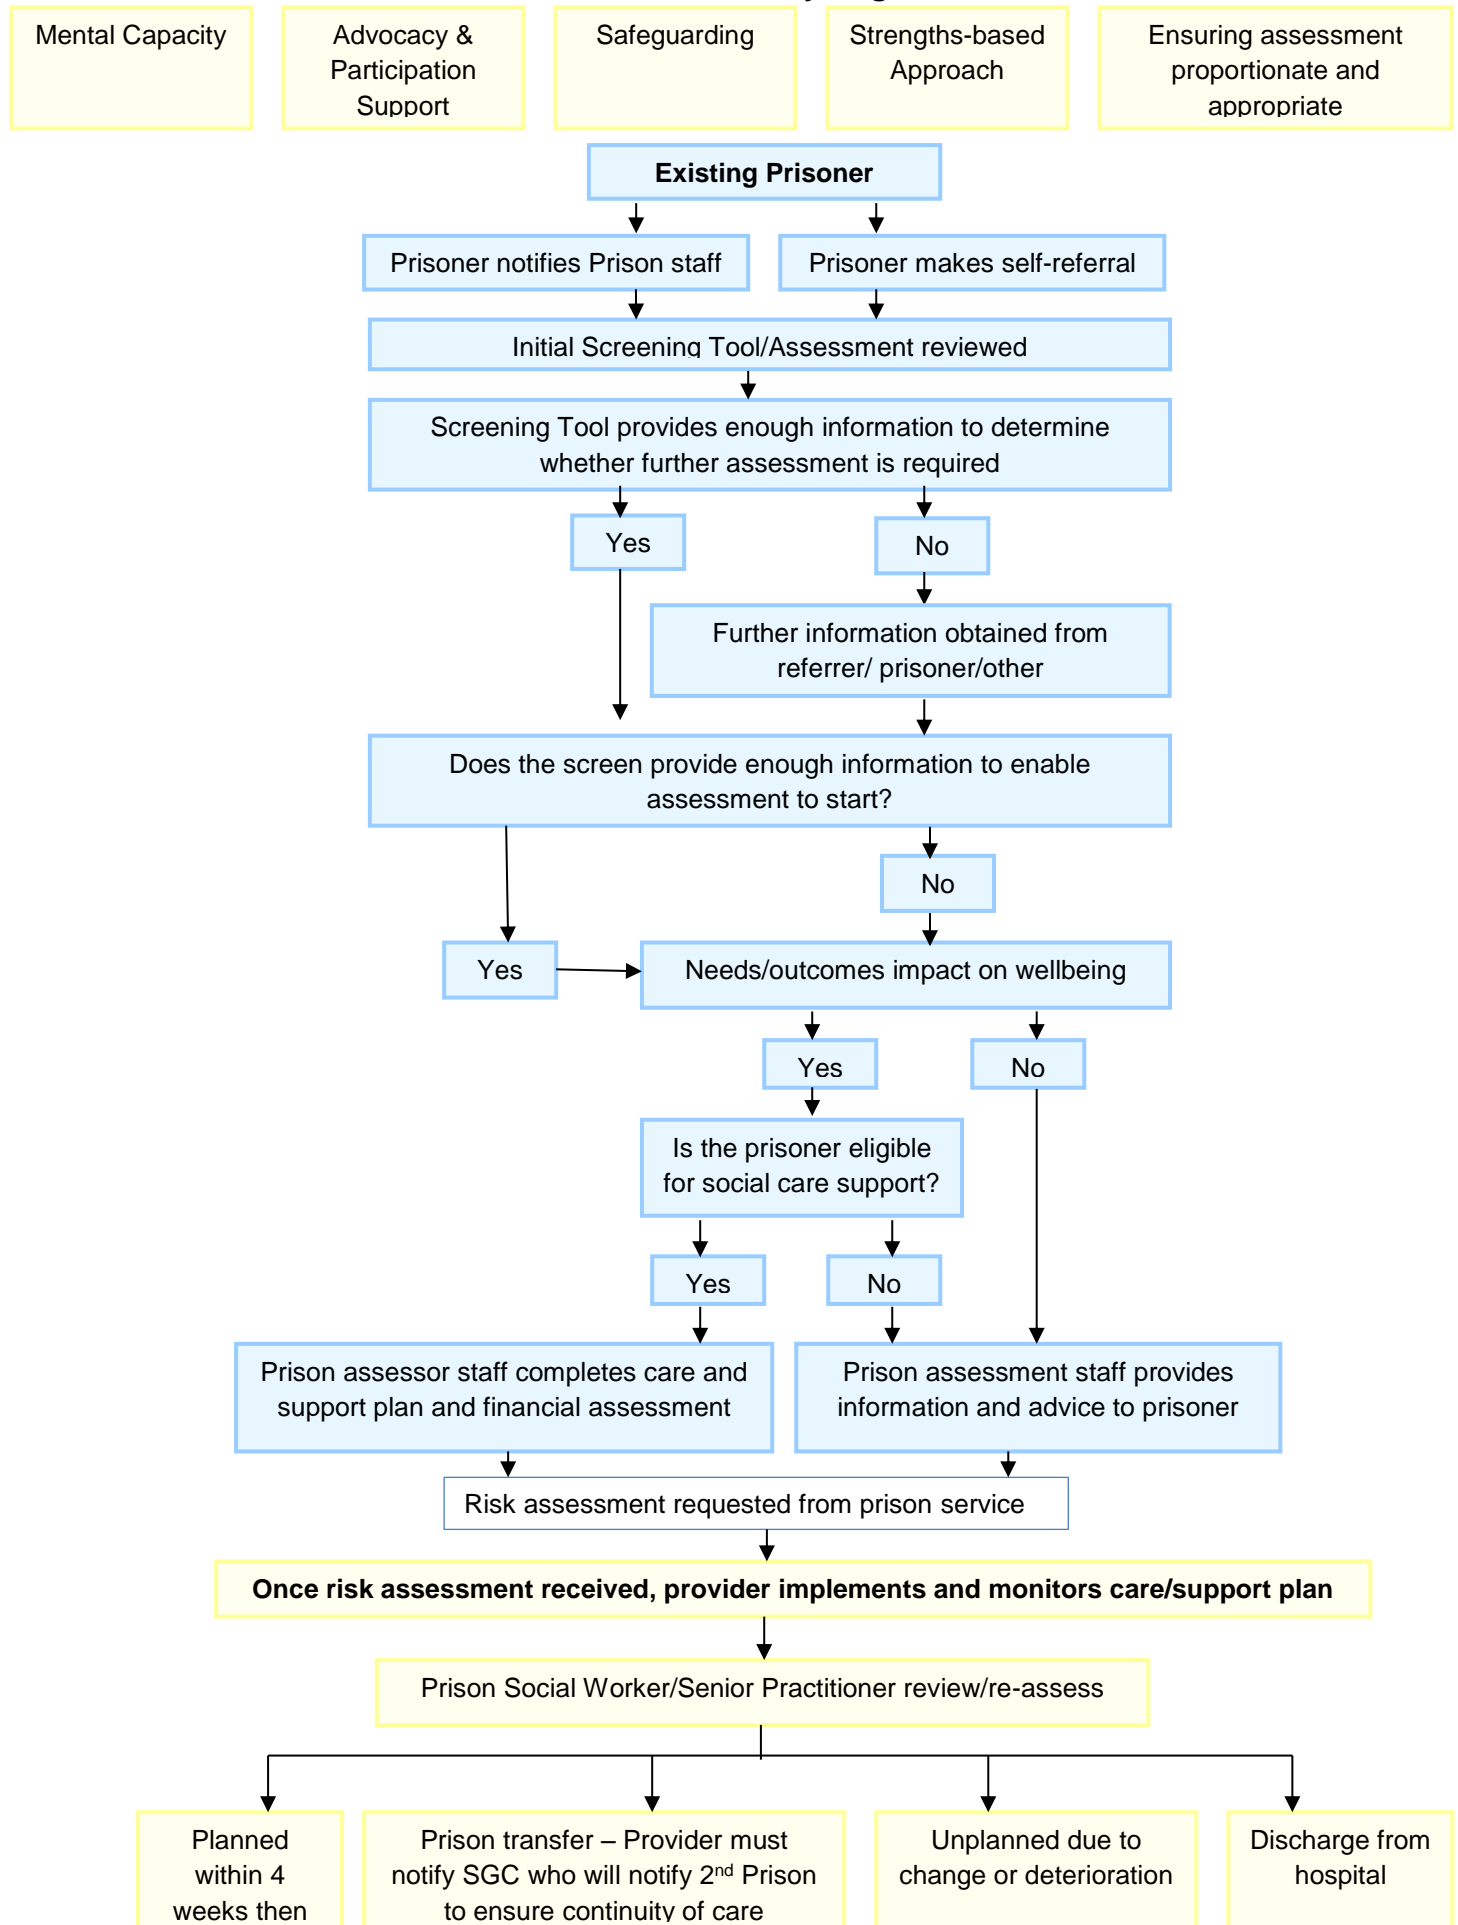 Mental Capacity
Advocacy &
Participation
Support
Safeguarding
Strengths-based
Approach
Ensuring assessment
proportionate and
appropriate
Existing Prisoner
Prisoner notifies Prison staff
Prisoner makes self-referral
Initial Screening Tool/Assessment reviewed
Screening Tool provides enough information to determine
whether further assessment is required
Yes
No
Further information obtained from
referrer/ prisoner/other
Does the screen provide enough information to enable
assessment to start?
No
Yes
Needs/outcomes impact on wellbeing
Yes
No
Is the prisoner eligible
for social care support?
Yes
No
Prison assessor staff completes care and
support plan and financial assessment
Prison assessment staff provides
information and advice to prisoner
Risk assessment requested from prison service
Once risk assessment received, provider implements and monitors care/support plan
Prison Social Worker/Senior Practitioner review/re-assess
Planned
within 4
weeks then
Prison transfer – Provider must
notify SGC who will notify 2nd Prison
to ensure continuity of care
Unplanned due to
change or deterioration
Discharge from
hospital